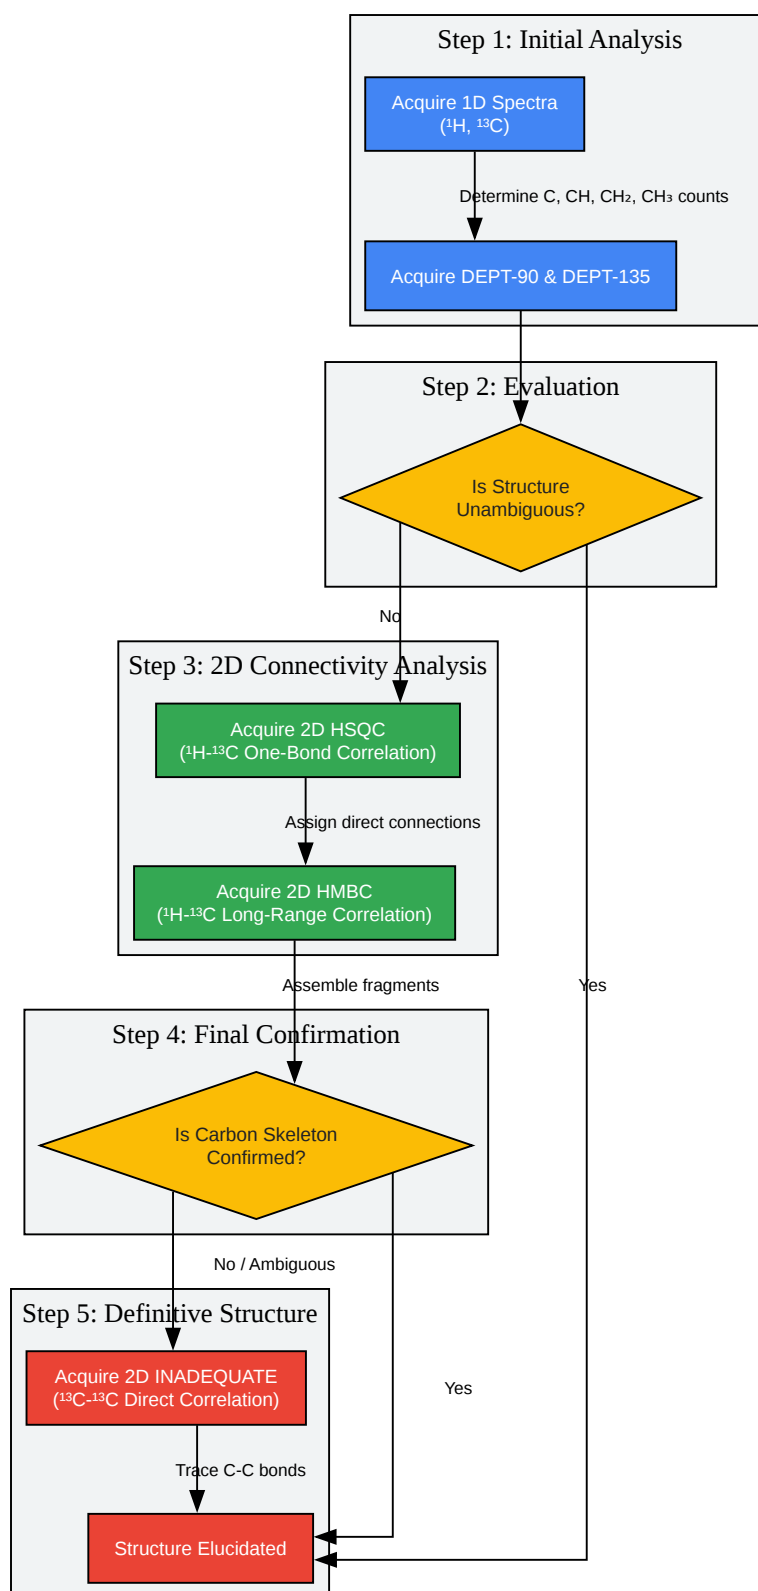 Step 1: Initial Analysis
Acquire 1D Spectra
(¹H, ¹³C)
Determine C, CH, CH₂, CH₃ counts
Acquire DEPT-90 & DEPT-135
Step 2: Evaluation
Is Structure
Unambiguous?
No
Step 3: 2D Connectivity Analysis
Acquire 2D HSQC
(¹H-¹³C One-Bond Correlation)
Assign direct connections
Acquire 2D HMBC
(¹H-¹³C Long-Range Correlation)
Assemble fragments
Yes
Step 4: Final Confirmation
Is Carbon Skeleton
Confirmed?
No / Ambiguous
Step 5: Definitive Structure
Acquire 2D INADEQUATE
(¹³C-¹³C Direct Correlation)
Yes
Trace C-C bonds
Structure Elucidated